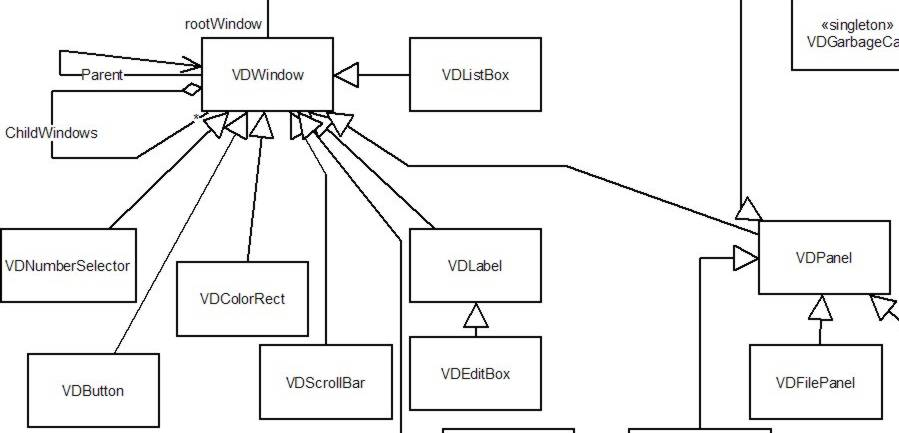 rootWindow
«singleton»
VDGarbageCa
Parent
VDWindow
VDListBox
*
ChildWindows
VDNumberSelector
VDLabel
VDPanel
VDColorRect
VDButton
VDScrollBar
VDEditBox
VDFilePanel